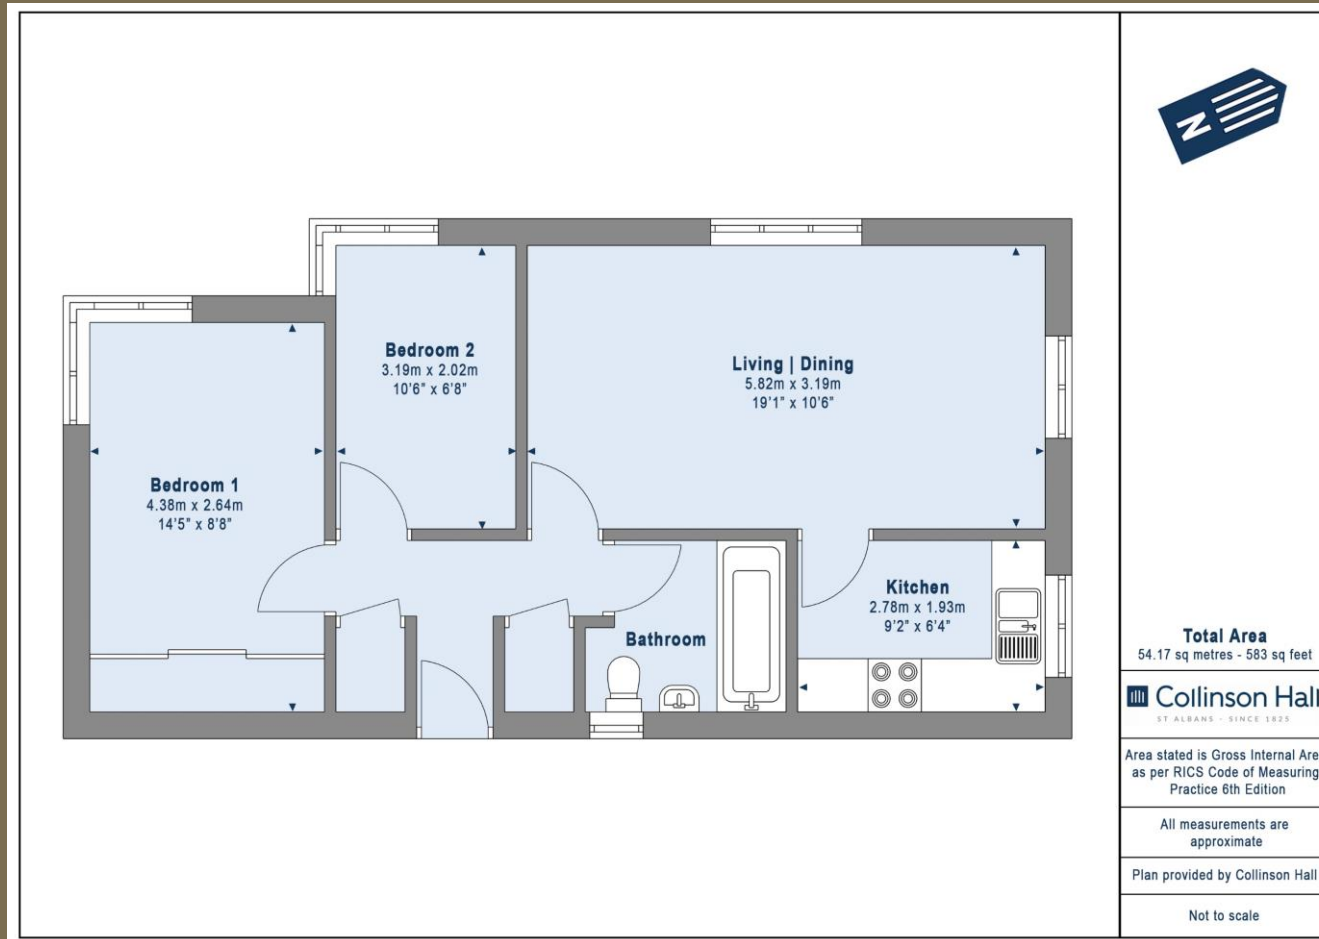 N
Bedroom 2
3.19m x 2.02m
10'6" x 6'8"
Living | Dining
5.82m x 3.19m
19'1" x 10'6"
Bedroom 1
4.38m x 2.64m
14'5" x 8'8"
Kitchen
2.78m x 1.93m
9'2" x 6'4"
Bathroom
Total Area
54.17 sq metres - 583 sq feet
Collinson Hall
ST ALBANS - SINCE 1825
Area stated is Gross Internal Are
as per RICS Code of Measuring
Practice 6th Edition
All measurements are
approximate
Plan provided by Collinson Hall
Not to scale